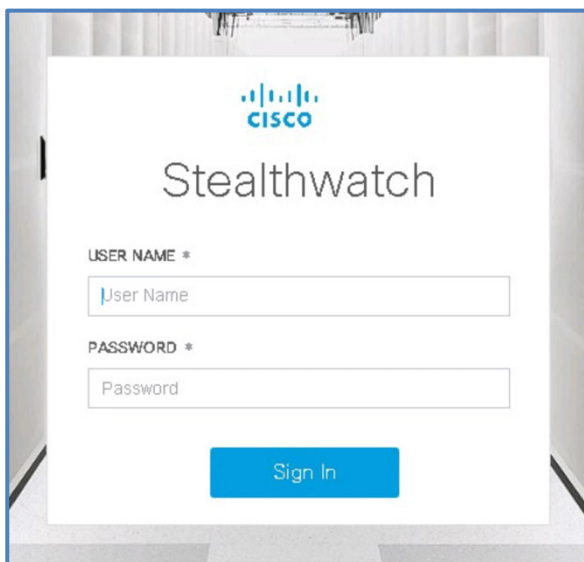 CISCO
Stealthwatch
USER NAME *
User Name
PASSWORD *
Password
Sign In